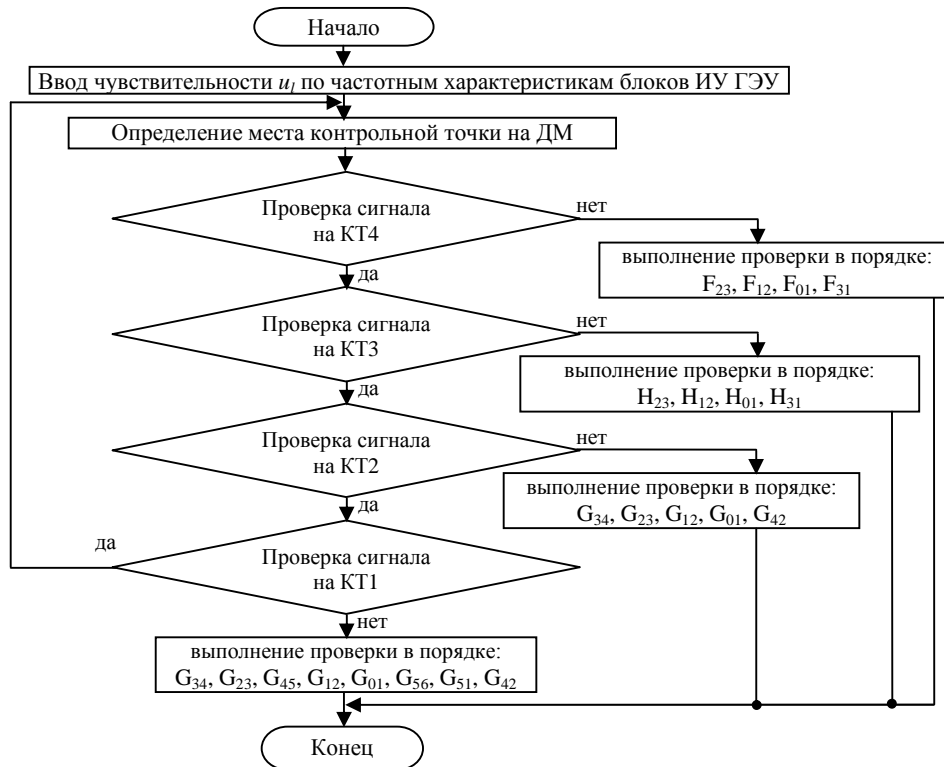 Начало
Ввод чувствительности uₗ по частотным характеристикам блоков ИУ ГЭУ
Определение места контрольной точки на ДМ
Проверка сигнала
на КТ4
нет
выполнение проверки в порядке:
F₂₃, F₁₂, F₀₁, F₃₁
да
Проверка сигнала
на КТ3
нет
выполнение проверки в порядке:
H₂₃, H₁₂, H₀₁, H₃₁
да
Проверка сигнала
на КТ2
нет
выполнение проверки в порядке:
G₃₄, G₂₃, G₁₂, G₀₁, G₄₂
да
да
Проверка сигнала
на КТ1
нет
выполнение проверки в порядке:
G₃₄, G₂₃, G₄₅, G₁₂, G₀₁, G₅₆, G₅₁, G₄₂
Конец